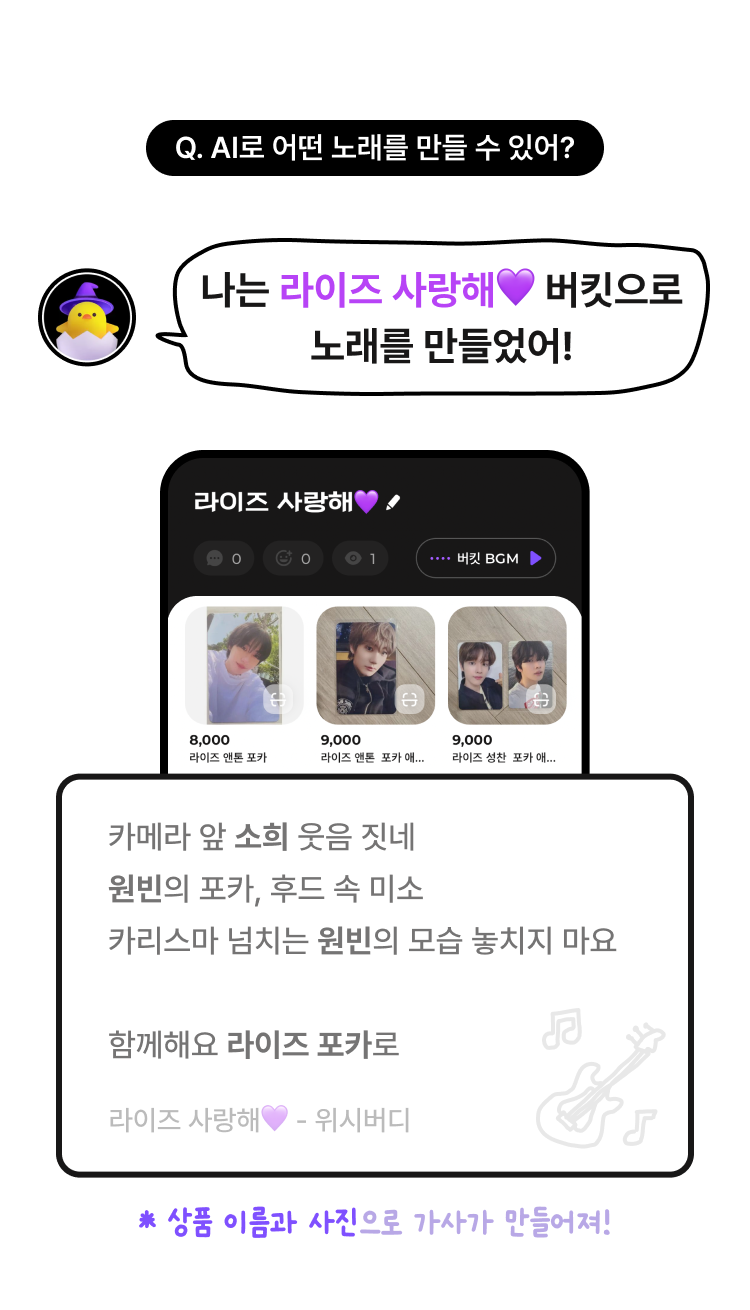 Q. AI로 어떤 노래를 만들 수 있어?
나는 라이즈 사랑해💜 버킷으로
노래를 만들었어!
라이즈 사랑해💜
0 0 1 버킷 BGM
8,000 9,000 9,000
라이즈 앤톤 포카 라이즈 앤톤 포카 애... 라이즈 성찬 포카 애...
카메라 앞 소희 웃음 짓네
원빈의 포카, 후드 속 미소
카리스마 넘치는 원빈의 모습 놓치지 마요
함께해요 라이즈 포카로
라이즈 사랑해💜 - 위시버디
* 상품 이름과 사진으로 가사가 만들어져!